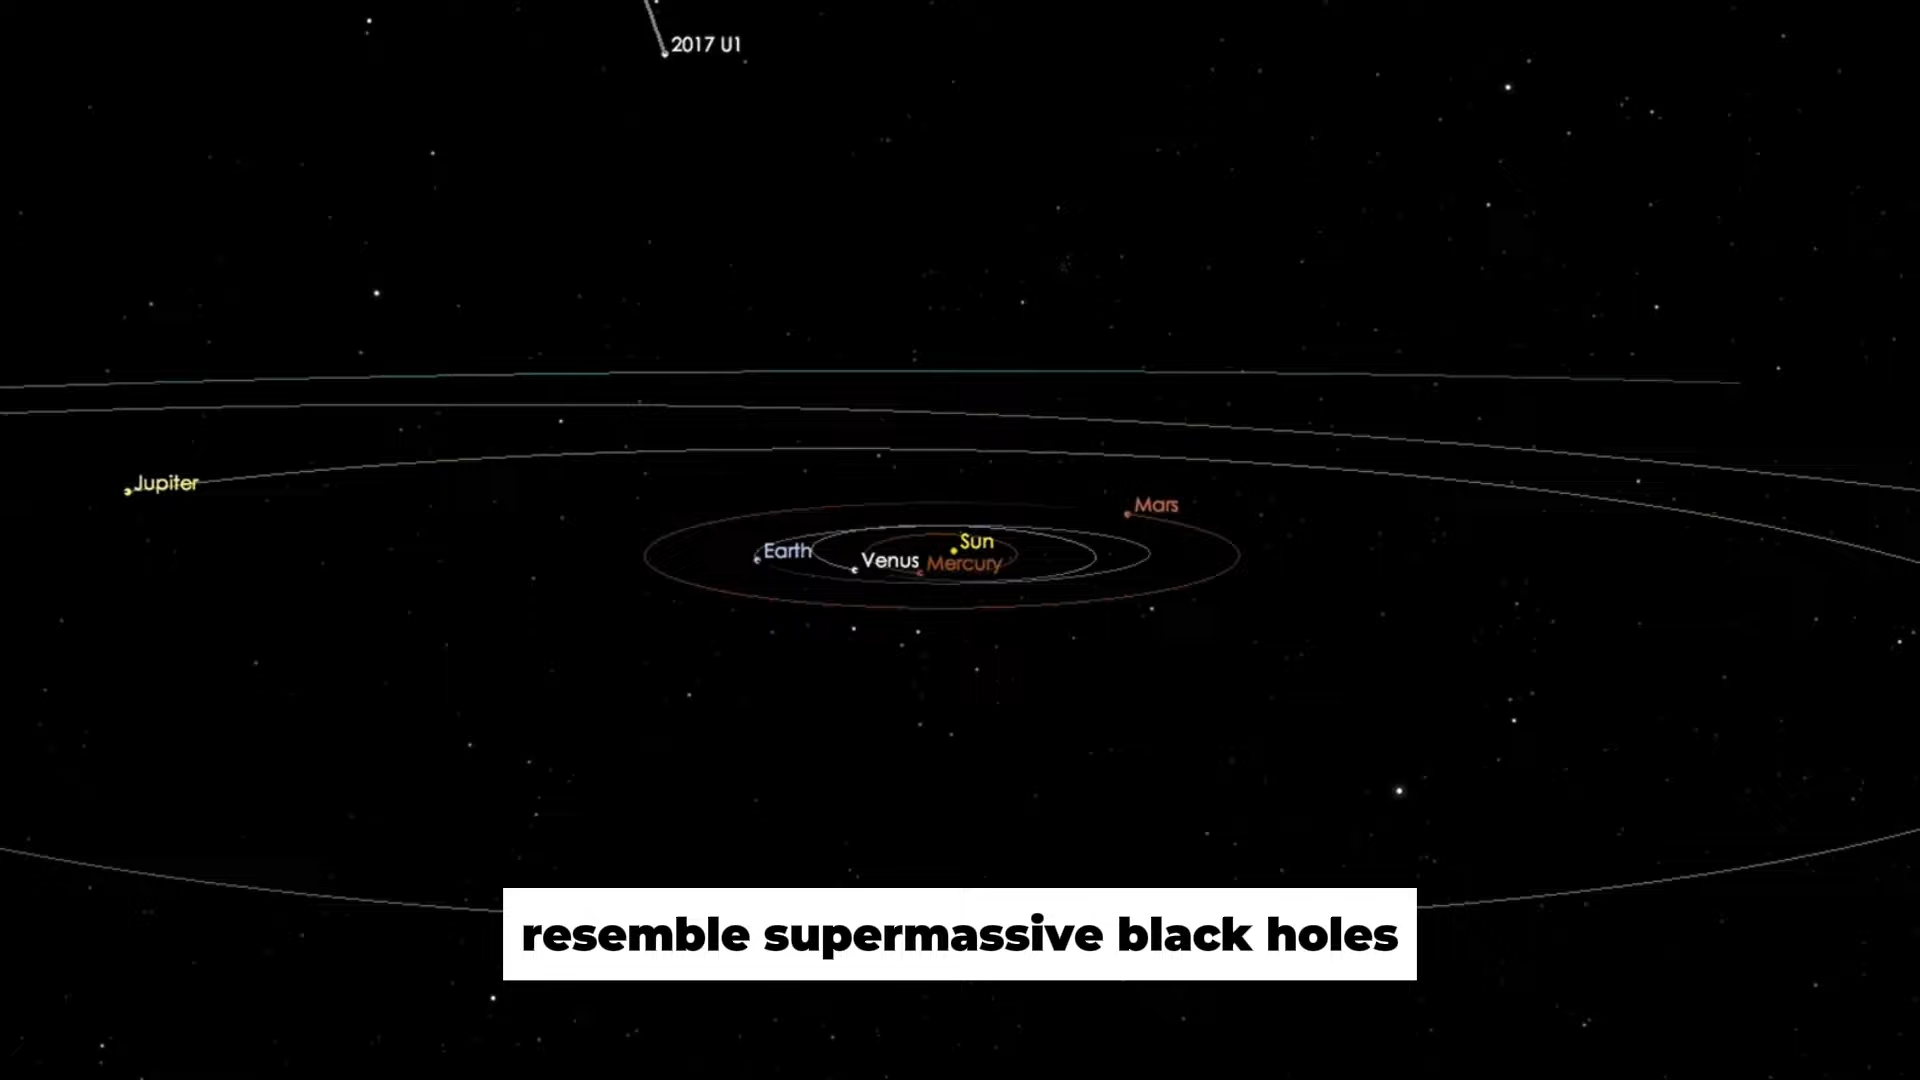 2017 U1
Jupiter
Mars
Sun
Earth
Venus
Mercury
resemble supermassive black holes